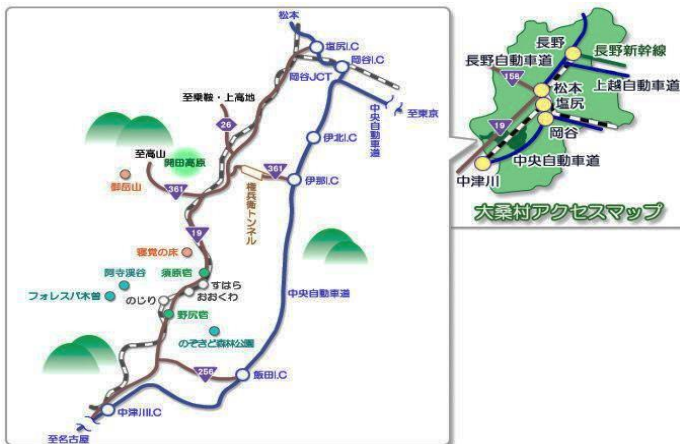 松本
塩尻I.C
岡谷I.C
岡谷JCT
至乗鞍・上高地
至東京
中央自動車道
26
伊北I.C
至高山
開田高原
361
伊那I.C
御岳山
361
権兵衛トンネル
19
寝覚の床
阿寺渓谷
須原宿
フォレスパ木曽
すはら
おおくわ
のじり
中央自動車道
野尻宿
のぞきど森林公園
256
飯田I.C
中津川I.C
至名古屋
長野
長野新幹線
長野自動車道
158
上越自動車道
松本
塩尻
19
岡谷
中央自動車道
中津川
大桑村アクセスマップ